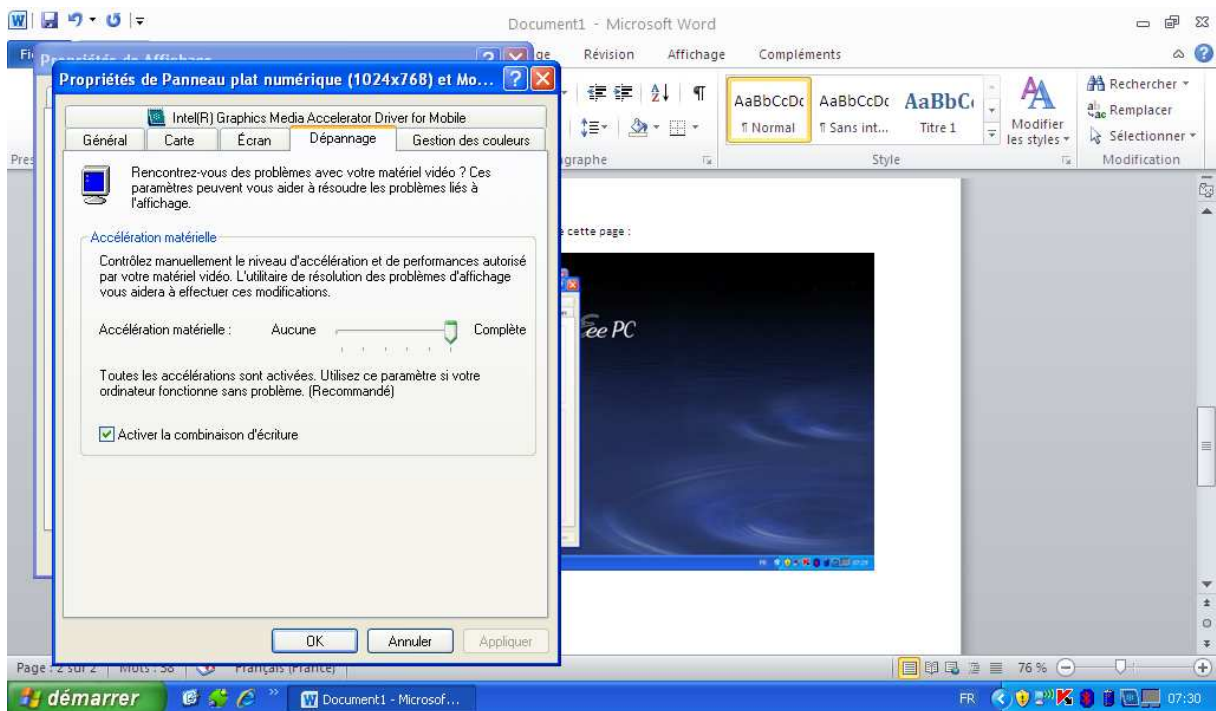 Document1 - Microsoft Word
Révision Affichage Compléments
Propriétés de Affichage
Propriétés de Panneau plat numérique (1024x768) et Mo...
Intel(R) Graphics Media Accelerator Driver for Mobile
Général Carte Écran Dépannage Gestion des couleurs
Rencontrez-vous des problèmes avec votre matériel vidéo ? Ces
paramètres peuvent vous aider à résoudre les problèmes liés à
l'affichage.
Accélération matérielle
Contrôlez manuellement le niveau d'accélération et de performances autorisé
par votre matériel vidéo. L'utilitaire de résolution des problèmes d'affichage
vous aidera à effectuer ces modifications.
Accélération matérielle : Aucune Complète
Toutes les accélérations sont activées. Utilisez ce paramètre si votre
ordinateur fonctionne sans problème. (Recommandé)
Activer la combinaison d'écriture
OK Annuler Appliquer
AaBbCcDc AaBbCcDc AaBbC
¶ Normal ¶ Sans int... Titre 1
Modifier
les styles
Rechercher
Remplacer
Sélectionner
Style Modification
cette page :
ee PC
Page : 2 sur 2 Mots : 58 Français (France)
76 %
démarrer
Document1 - Microsof...
FR
07:30